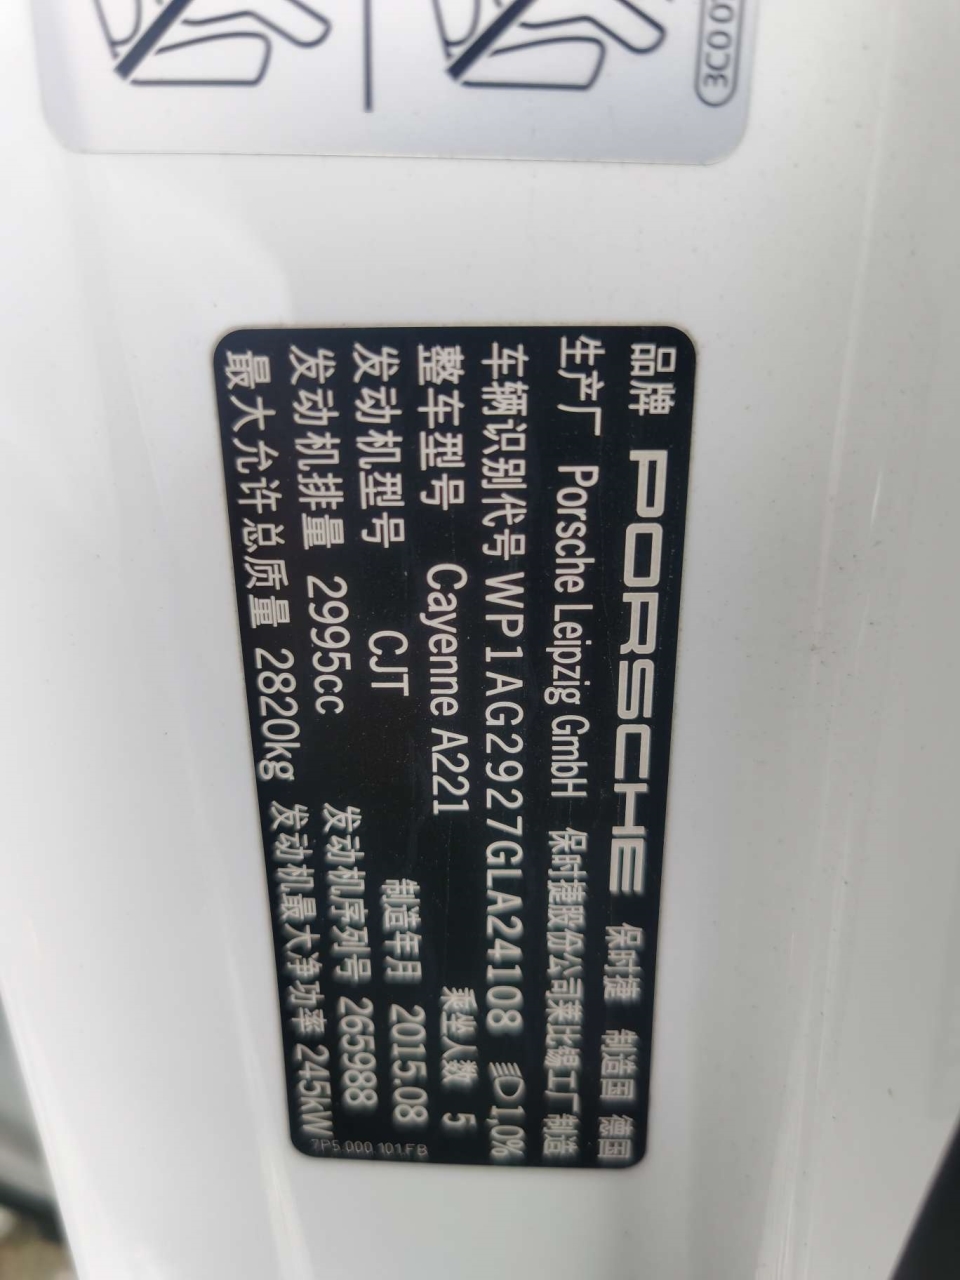 3C0 0
品牌 PORSCHE 保时捷 制造国 德国
生产厂 Porsche Leipzig GmbH 保时捷股份公司莱比锡工厂 制造
车辆识别代号 WP1AG2927GLA24108 1,0%
整车型号 Cayenne A221 乘坐人数 5
发动机型号 CJT 制造年月 2015.08
发动机排量 2995cc 发动机序列号 265988
最大允许总质量 2820kg 发动机最大净功率 245kW
7P5.000.101.FB